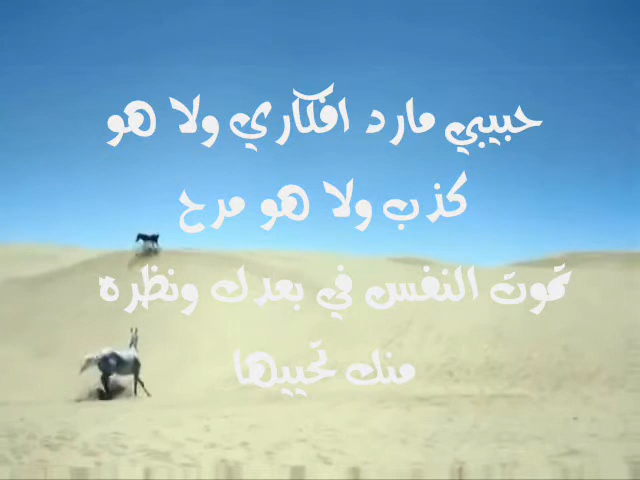 حبيبي مارد افكاري ولا هو
كذب ولا هو مرح
تموت النفس في بعدك ونظره
منك تحييها